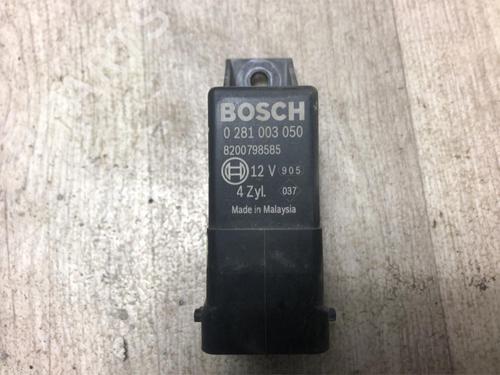 BOSCH
0 281 003 050
8200798585
12 V 905
4 Zyl. 037
Made in Malaysia